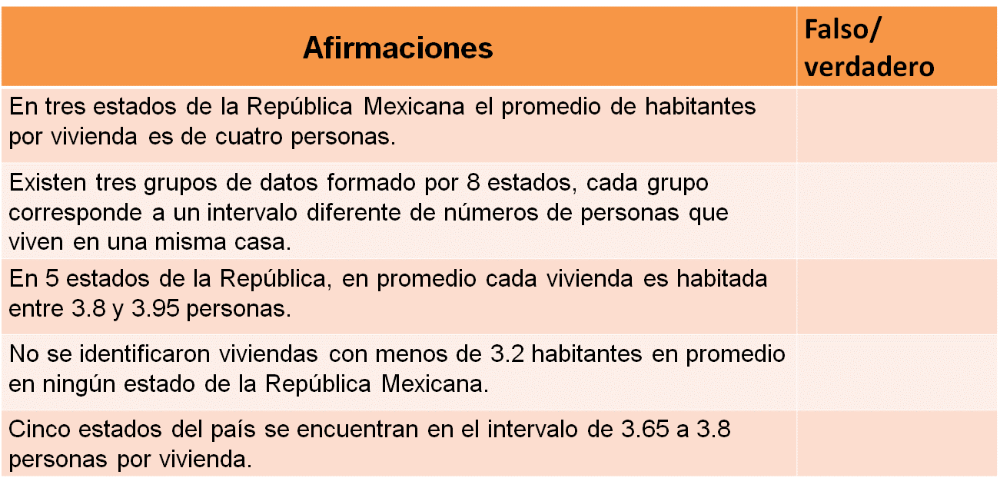 Afirmaciones
Falso/
verdadero
En tres estados de la República Mexicana el promedio de habitantes
por vivienda es de cuatro personas.
Existen tres grupos de datos formado por 8 estados, cada grupo
corresponde a un intervalo diferente de números de personas que
viven en una misma casa.
En 5 estados de la República, en promedio cada vivienda es habitada
entre 3.8 y 3.95 personas.
No se identificaron viviendas con menos de 3.2 habitantes en promedio
en ningún estado de la República Mexicana.
Cinco estados del país se encuentran en el intervalo de 3.65 a 3.8
personas por vivienda.